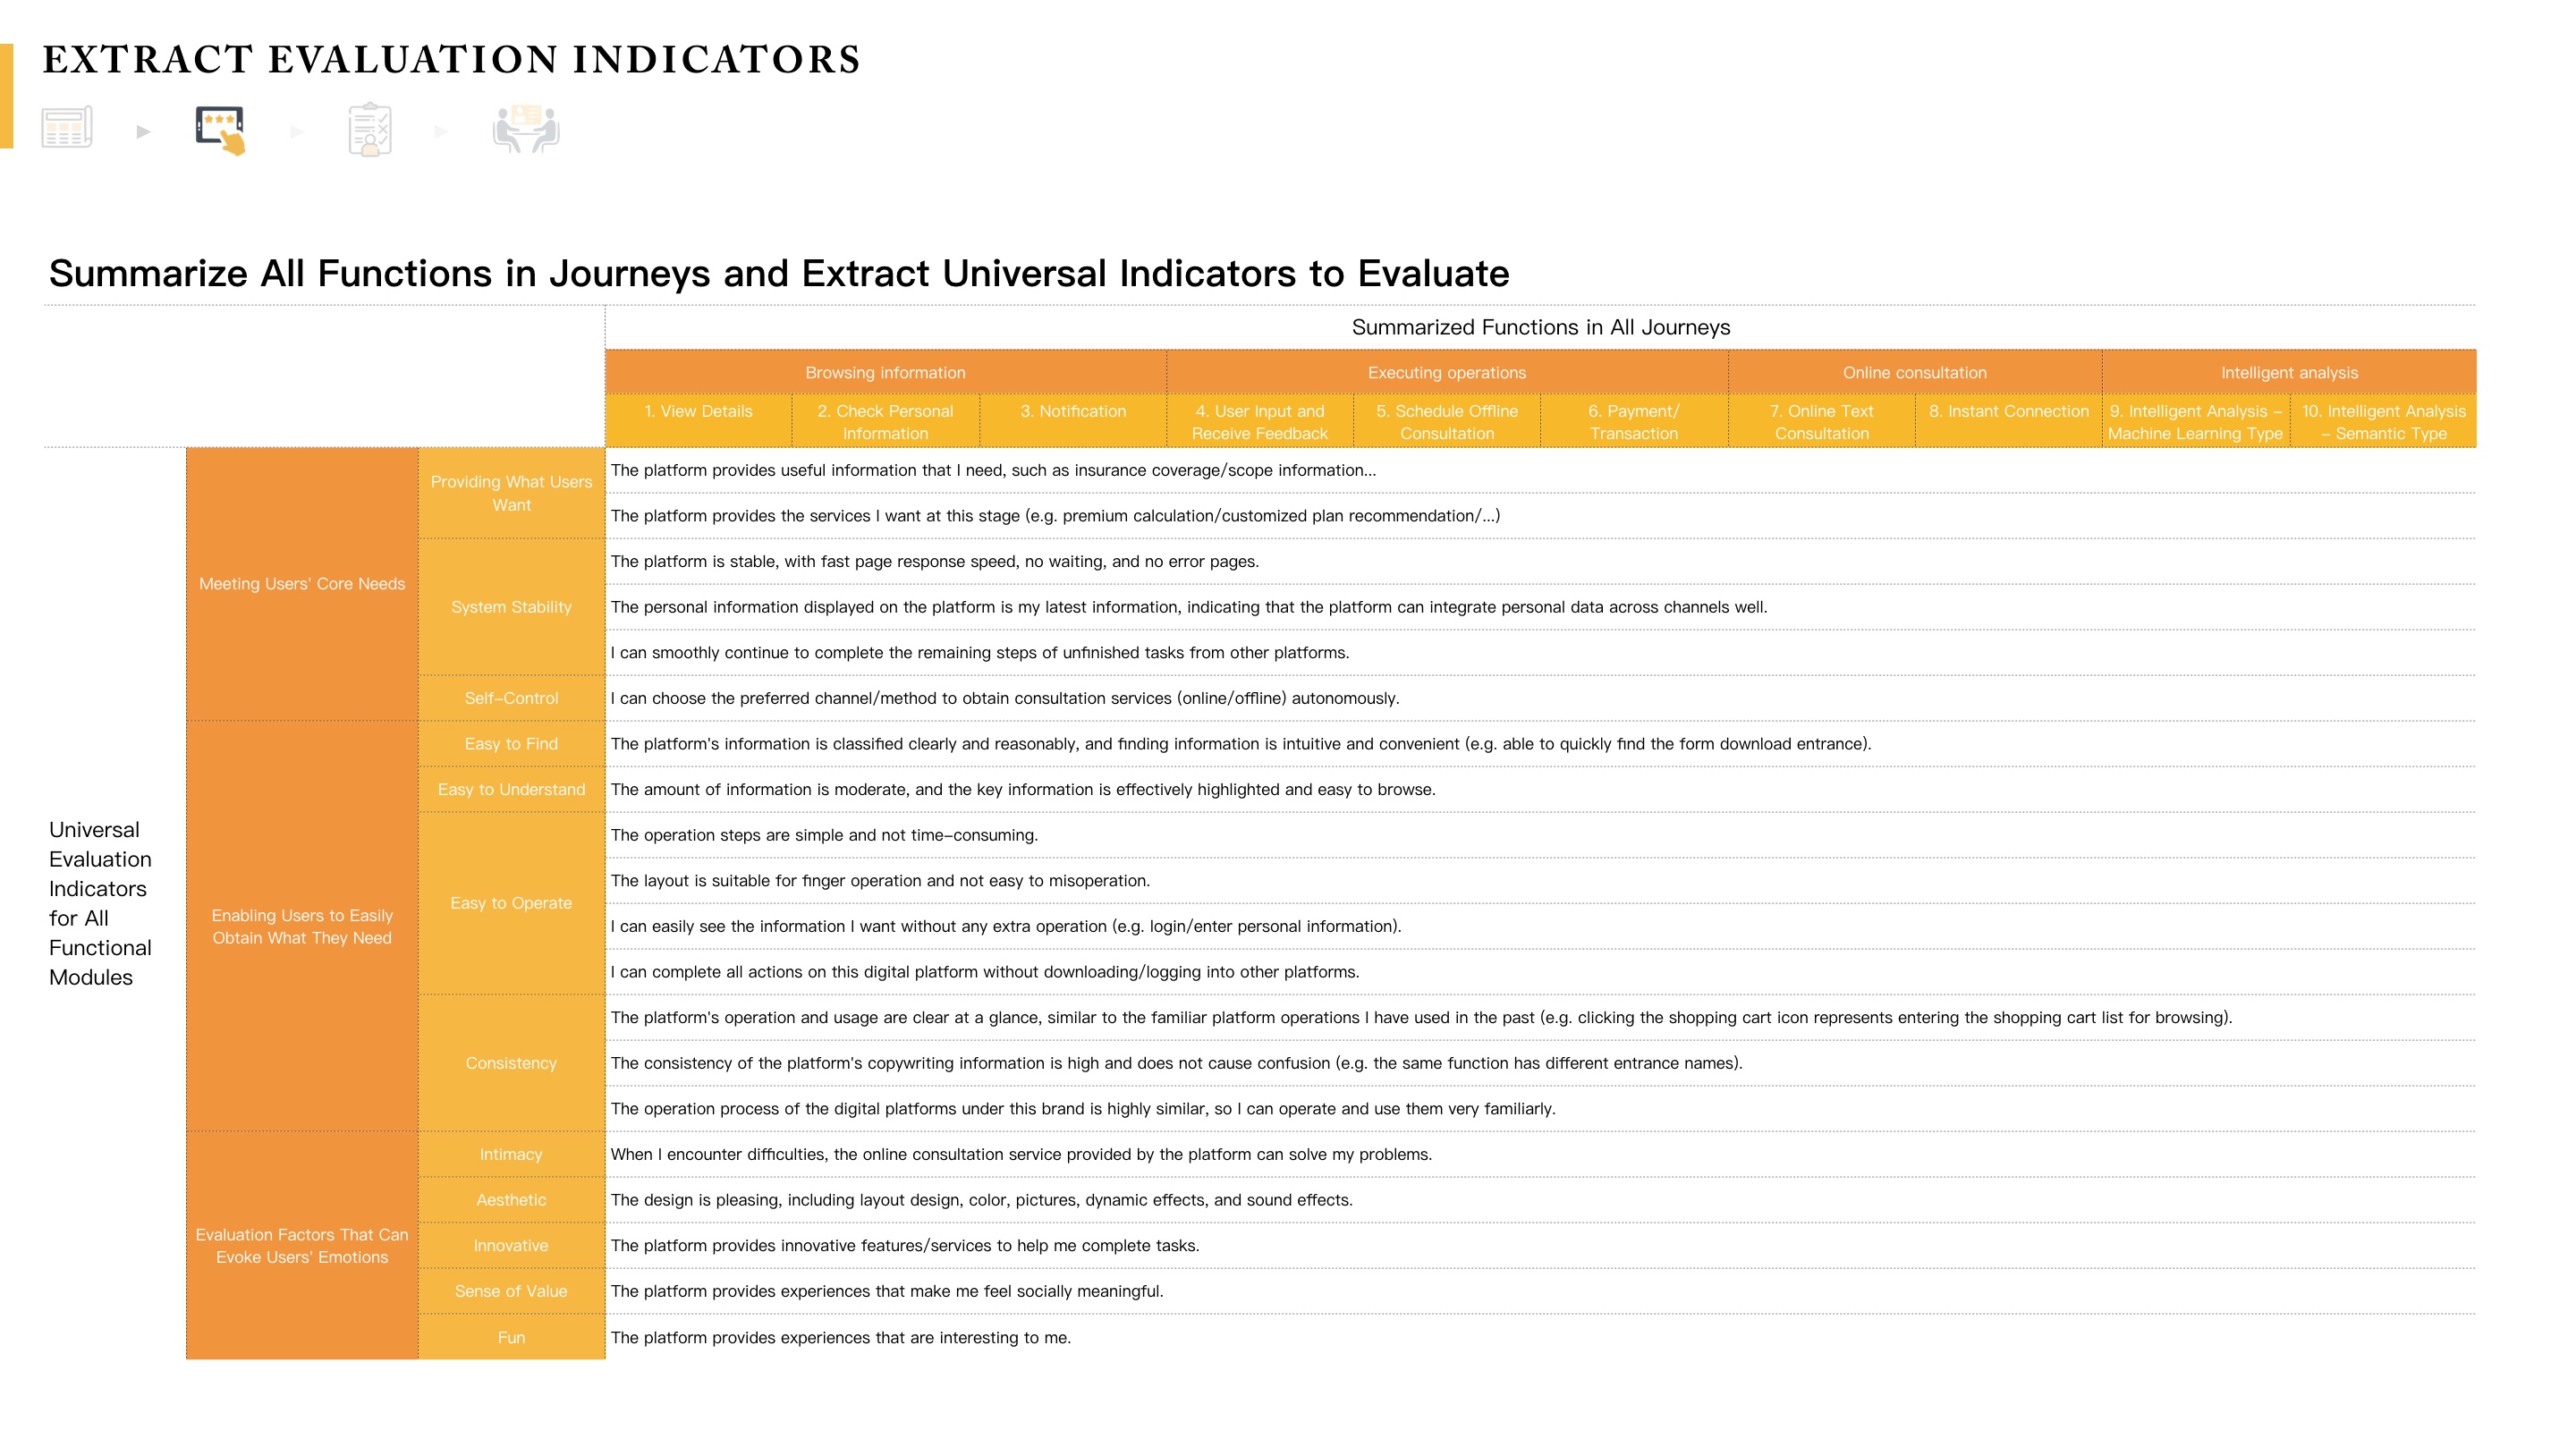 EXTRACT EVALUATION INDICATORS
Summarize All Functions in Journeys and Extract Universal Indicators to Evaluate
Summarized Functions in All Journeys
Browsing information
Executing operations
Online consultation
Intelligent analysis
1. View Details
2. Check Personal
Information
3. Notification
4. User Input and
Receive Feedback
5. Schedule Offline
Consultation
6. Payment/
Transaction
7. Online Text
Consultation
8. Instant Connection
9. Intelligent Analysis –
Machine Learning Type
10. Intelligent Analysis
– Semantic Type
Universal
Evaluation
Indicators
for All
Functional
Modules
Meeting Users' Core Needs
Providing What Users
Want
The platform provides useful information that I need, such as insurance coverage/scope information...
The platform provides the services I want at this stage (e.g. premium calculation/customized plan recommendation/...)
System Stability
The platform is stable, with fast page response speed, no waiting, and no error pages.
The personal information displayed on the platform is my latest information, indicating that the platform can integrate personal data across channels well.
I can smoothly continue to complete the remaining steps of unfinished tasks from other platforms.
Self–Control
I can choose the preferred channel/method to obtain consultation services (online/offline) autonomously.
Enabling Users to Easily
Obtain What They Need
Easy to Find
The platform's information is classified clearly and reasonably, and finding information is intuitive and convenient (e.g. able to quickly find the form download entrance).
Easy to Understand
The amount of information is moderate, and the key information is effectively highlighted and easy to browse.
Easy to Operate
The operation steps are simple and not time–consuming.
The layout is suitable for finger operation and not easy to misoperation.
I can easily see the information I want without any extra operation (e.g. login/enter personal information).
I can complete all actions on this digital platform without downloading/logging into other platforms.
Consistency
The platform's operation and usage are clear at a glance, similar to the familiar platform operations I have used in the past (e.g. clicking the shopping cart icon represents entering the shopping cart list for browsing).
The consistency of the platform's copywriting information is high and does not cause confusion (e.g. the same function has different entrance names).
The operation process of the digital platforms under this brand is highly similar, so I can operate and use them very familiarly.
Evaluation Factors That Can
Evoke Users' Emotions
Intimacy
When I encounter difficulties, the online consultation service provided by the platform can solve my problems.
Aesthetic
The design is pleasing, including layout design, color, pictures, dynamic effects, and sound effects.
Innovative
The platform provides innovative features/services to help me complete tasks.
Sense of Value
The platform provides experiences that make me feel socially meaningful.
Fun
The platform provides experiences that are interesting to me.